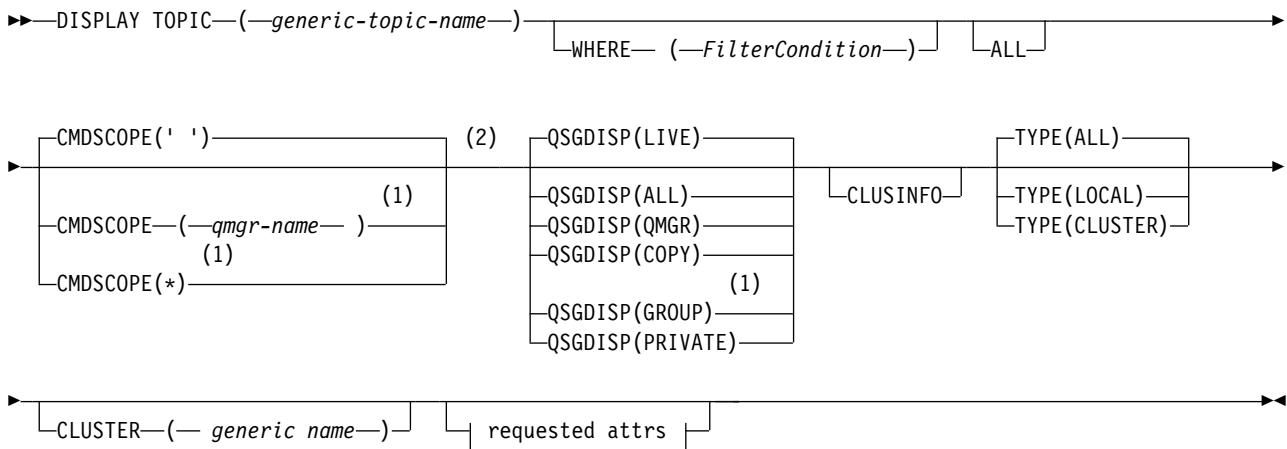 DISPLAY TOPIC ( generic-topic-name )
WHERE ( FilterCondition )
ALL
CMDSCOPE(' ')
(1)
CMDSCOPE ( qmgr-name )
(1)
CMDSCOPE(*)
(2)
QSGDISP(LIVE)
QSGDISP(ALL)
QSGDISP(QMGR)
QSGDISP(COPY)
(1)
QSGDISP(GROUP)
QSGDISP(PRIVATE)
CLUSINFO
TYPE(ALL)
TYPE(LOCAL)
TYPE(CLUSTER)
CLUSTER ( generic name )
requested attrs